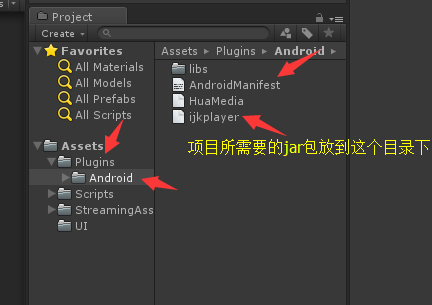 Project
Create
Favorites
All Materials
All Models
All Prefabs
All Scripts
Assets
Plugins
Android
Scripts
StreamingAss
UI
Assets ▸ Plugins ▸ Android ▸
libs
AndroidManifest
HuaMedia
ijkplayer
项目所需要的jar包放到这个目录下